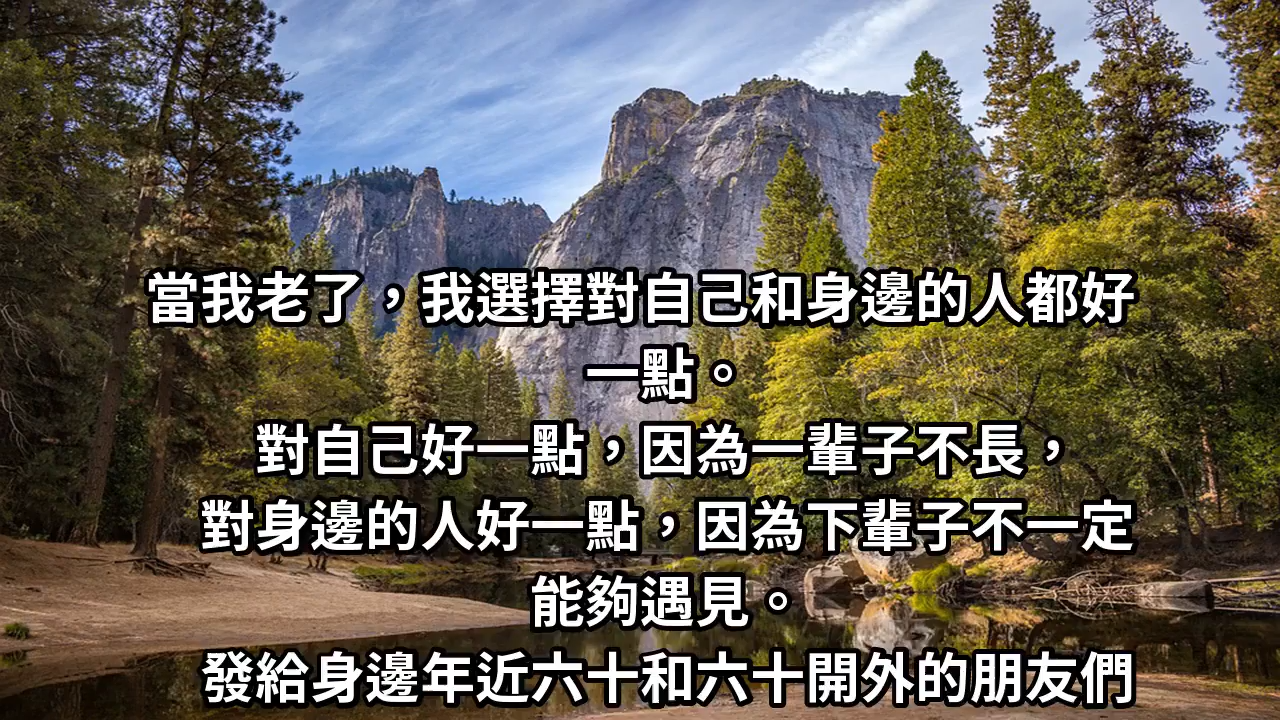 當我老了，我選擇對自己和身邊的人都好
一點。
對自己好一點，因為一輩子不長，
對身邊的人好一點，因為下輩子不一定
能夠遇見。
發給身邊年近六十和六十開外的朋友們